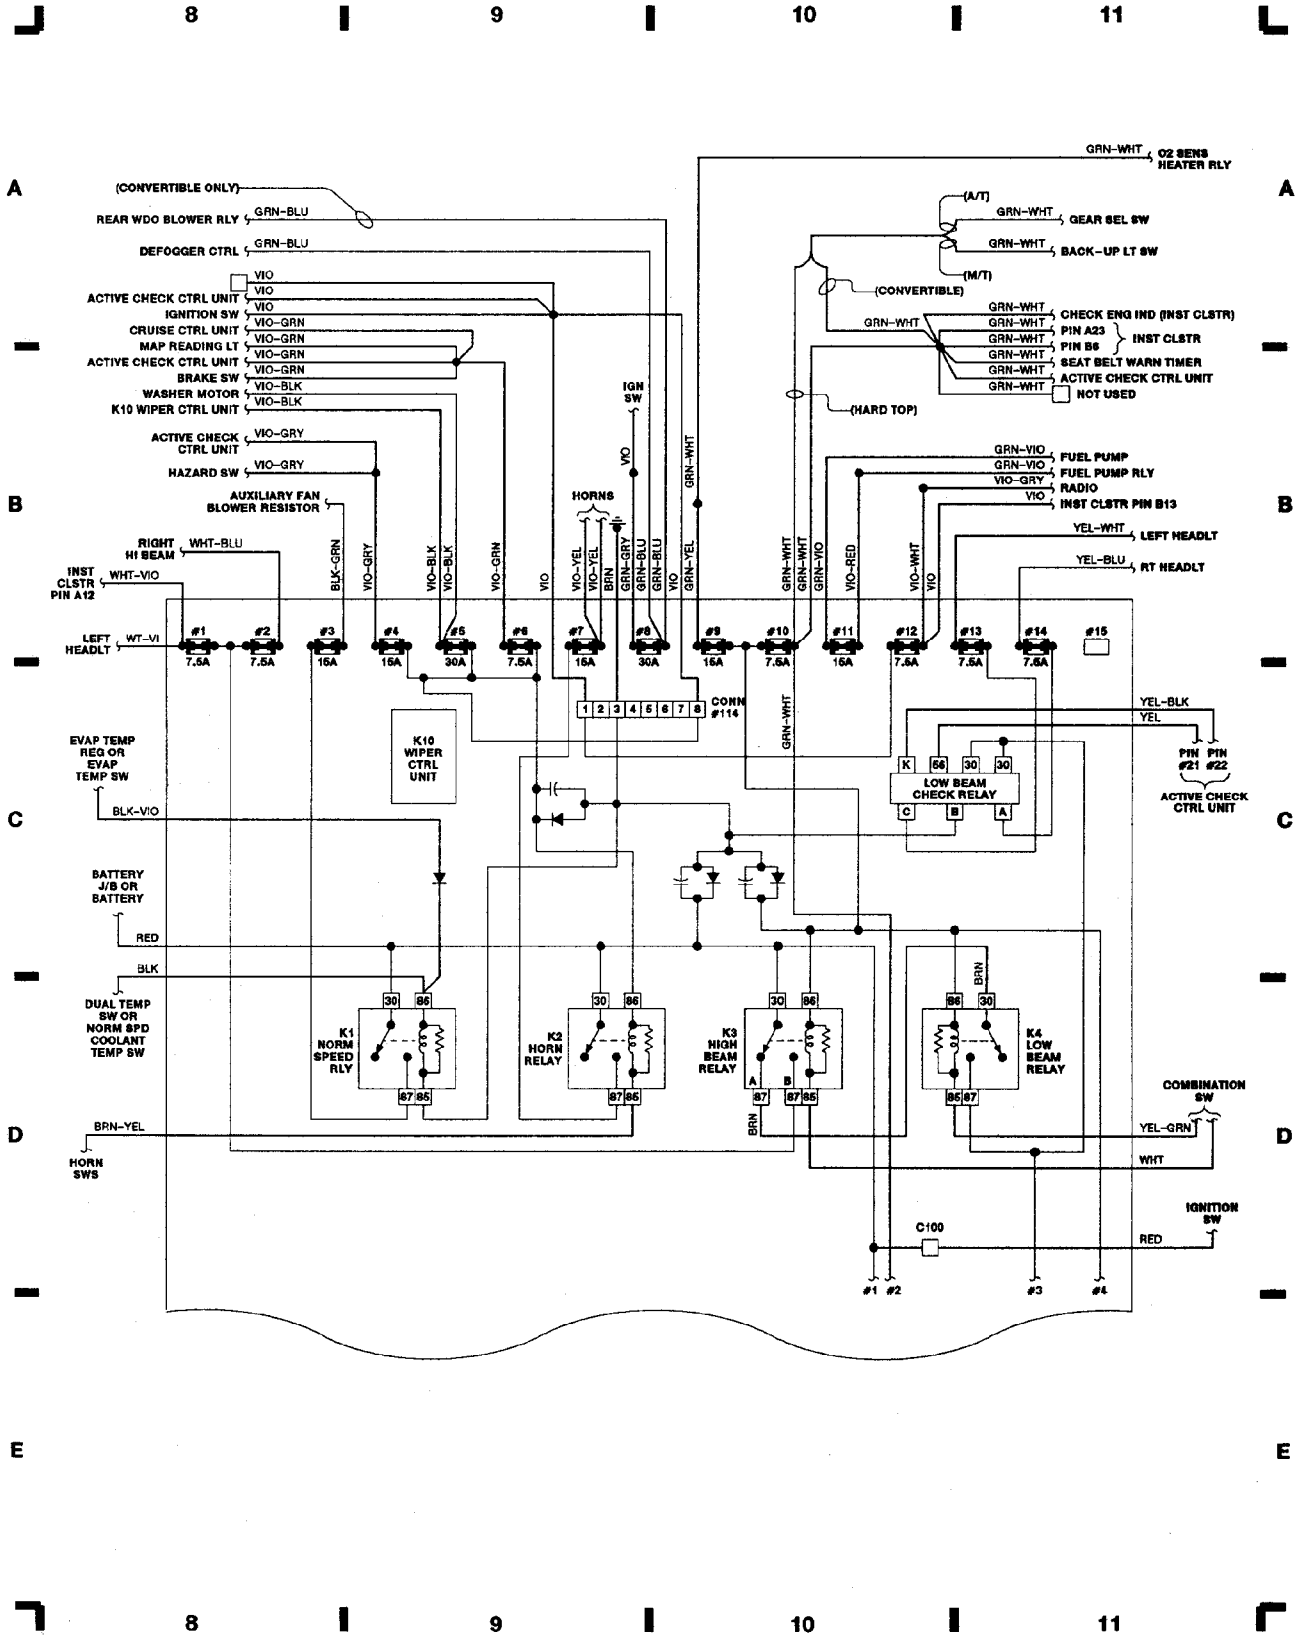 8 9 10 11
GRN-WHT O2 SENS
HEATER RLY
A A
(CONVERTIBLE ONLY)
(A/T)
REAR WDO BLOWER RLY GRN-BLU
GRN-WHT GEAR SEL SW
DEFOGGER CTRL GRN-BLU
GRN-WHT BACK-UP LT SW
(M/T)
VIO
(CONVERTIBLE)
ACTIVE CHECK CTRL UNIT VIO
IGNITION SW VIO
GRN-WHT CHECK ENG IND (INST CLSTR)
CRUISE CTRL UNIT VIO-GRN
GRN-WHT
GRN-WHT PIN A23
INST CLSTR
MAP READING LT VIO-GRN
GRN-WHT PIN B6
ACTIVE CHECK CTRL UNIT VIO-GRN
GRN-WHT SEAT BELT WARN TIMER
BRAKE SW VIO-GRN
GRN-WHT ACTIVE CHECK CTRL UNIT
WASHER MOTOR VIO-BLK
GRN-WHT NOT USED
K10 WIPER CTRL UNIT VIO-BLK
IGN
SW
(HARD TOP)
ACTIVE CHECK
CTRL UNIT VIO-GRY
HAZARD SW VIO-GRY
VIO
GRN-WHT
GRN-VIO FUEL PUMP
GRN-VIO FUEL PUMP RLY
VIO-GRY RADIO
VIO INST CLSTR PIN B13
B B
AUXILIARY FAN
BLOWER RESISTOR
HORNS
YEL-WHT LEFT HEADLT
RIGHT
HI BEAM WHT-BLU
YEL-BLU RT HEADLT
INST
CLSTR
PIN A12 WHT-VIO
BLK-GRN
VIO-GRY
VIO-BLK
VIO-BLK
VIO-GRN
VIO
VIO-YEL
VIO-YEL
BRN
GRN-GRY
GRN-BLU
GRN-BLU
VIO
GRN-YEL
GRN-WHT
GRN-WHT
GRN-VIO
VIO-RED
VIO-WHT
VIO
LEFT
HEADLT WT-VI
#1 #2 #3 #4 #5 #6 #7 #8 #9 #10 #11 #12 #13 #14 #15
7.5A 7.5A 15A 15A 30A 7.5A 15A 30A 15A 7.5A 15A 7.5A 7.5A 7.5A
1 2 3 4 5 6 7 8 CONN
#114
GRN-WHT
YEL-BLK
YEL
K10
WIPER
CTRL
UNIT
EVAP TEMP
REG OR
EVAP
TEMP SW
PIN
#21
PIN
#22
ACTIVE CHECK
CTRL UNIT
K 56 30 30
LOW BEAM
CHECK RELAY
C B A
BLK-VIO
C C
BATTERY
J/B OR
BATTERY
RED
BLK
BRN
DUAL TEMP
SW OR
NORM SPD
COOLANT
TEMP SW
30 86
K1
NORM
SPEED
RLY
87 85
30 86
K2
HORN
RELAY
87 85
30 86
K3
HIGH
BEAM
RELAY
A B
87 87 85
86 30
K4
LOW
BEAM
RELAY
85 87
BRN
COMBINATION
SW
D D
BRN-YEL
HORN
SWS
YEL-GRN
WHT
IGNITION
SW
C100
RED
#1 #2 #3 #4
E E
8 9 10 11